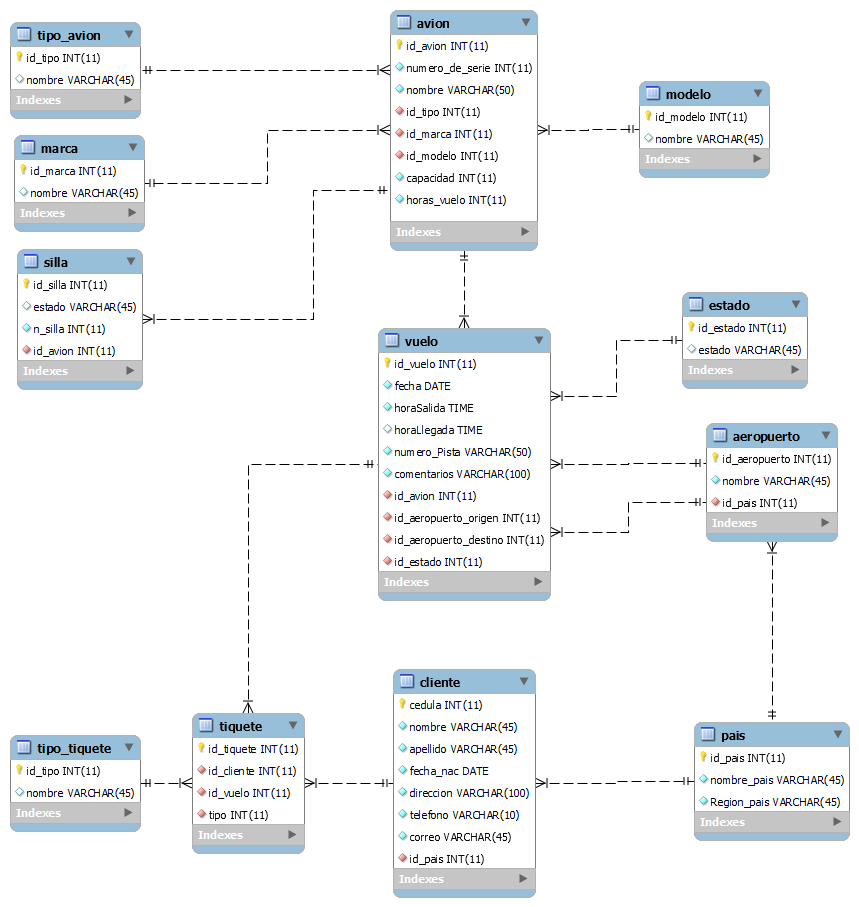 tipo_avion
id_tipo INT(11)
nombre VARCHAR(45)
Indexes
marca
id_marca INT(11)
nombre VARCHAR(45)
Indexes
silla
id_silla INT(11)
estado VARCHAR(45)
n_silla INT(11)
id_avion INT(11)
Indexes
avion
id_avion INT(11)
numero_de_serie INT(11)
nombre VARCHAR(50)
id_tipo INT(11)
id_marca INT(11)
id_modelo INT(11)
capacidad INT(11)
horas_vuelo INT(11)
Indexes
modelo
id_modelo INT(11)
nombre VARCHAR(45)
Indexes
vuelo
id_vuelo INT(11)
fecha DATE
horaSalida TIME
horaLlegada TIME
numero_Pista VARCHAR(50)
comentarios VARCHAR(100)
id_avion INT(11)
id_aeropuerto_origen INT(11)
id_aeropuerto_destino INT(11)
id_estado INT(11)
Indexes
estado
id_estado INT(11)
estado VARCHAR(45)
Indexes
aeropuerto
id_aeropuerto INT(11)
nombre VARCHAR(45)
id_pais INT(11)
Indexes
tipo_tiquete
id_tipo INT(11)
nombre VARCHAR(45)
Indexes
tiquete
id_tiquete INT(11)
id_cliente INT(11)
id_vuelo INT(11)
tipo INT(11)
Indexes
cliente
cedula INT(11)
nombre VARCHAR(45)
apellido VARCHAR(45)
fecha_nac DATE
direccion VARCHAR(100)
telefono VARCHAR(10)
correo VARCHAR(45)
id_pais INT(11)
Indexes
pais
id_pais INT(11)
nombre_pais VARCHAR(45)
Region_pais VARCHAR(45)
Indexes